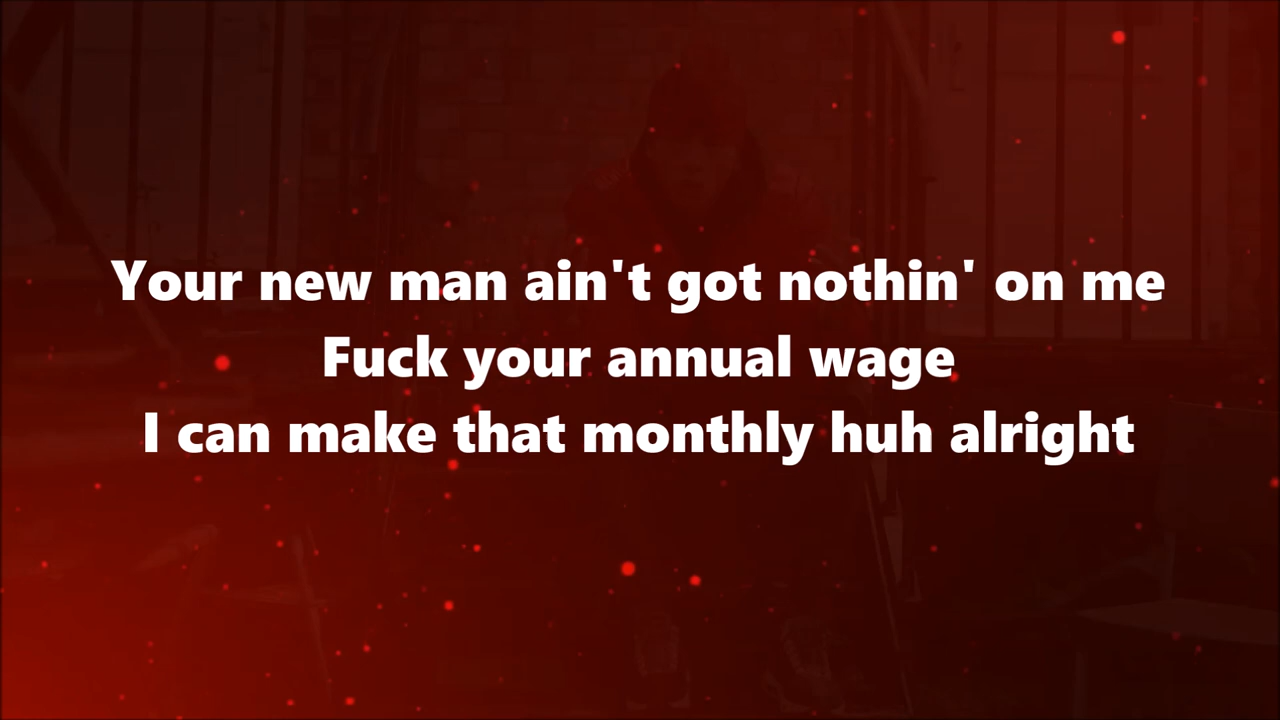 Your new man ain't got nothin' on me
Fuck your annual wage
I can make that monthly huh alright